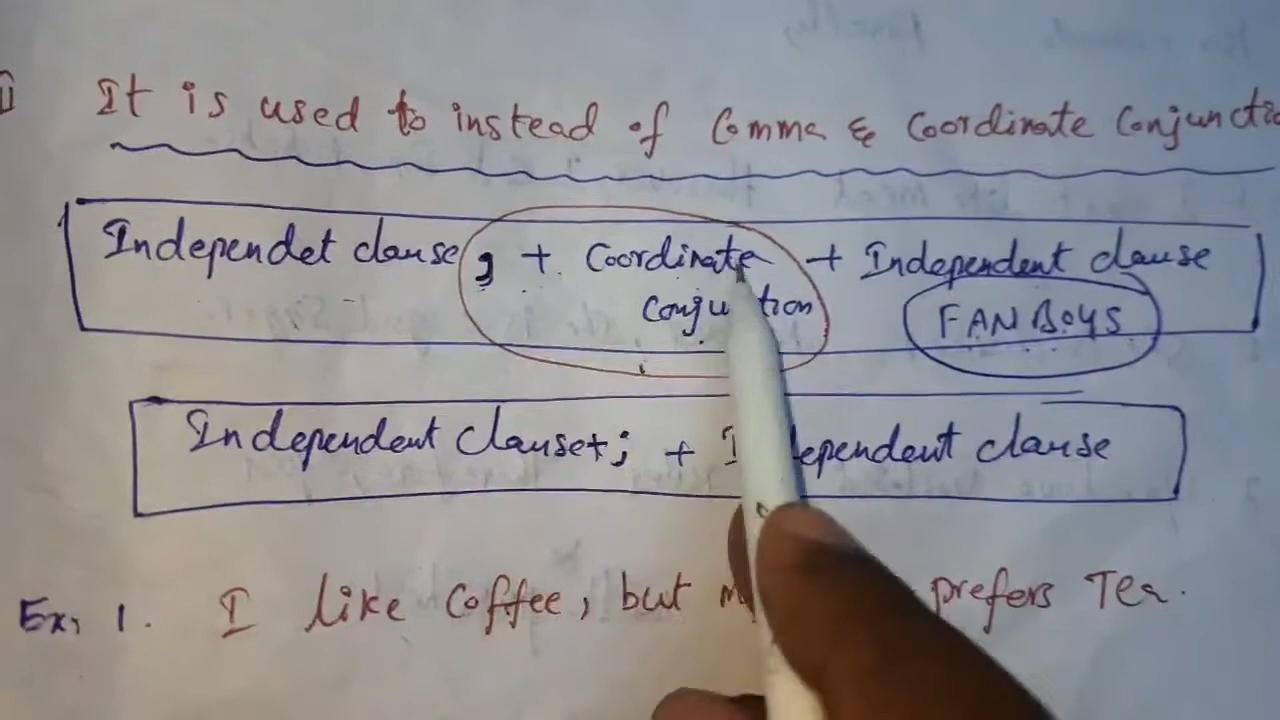 It is used to instead of Comma & Coordinate Conjunctio
Independet clause , + Coordinate + Independent clause
Conju tion FANBOYS
Independent Clause+; + I ependent clause
Ex, 1. I like Coffee, but prefers Tea.